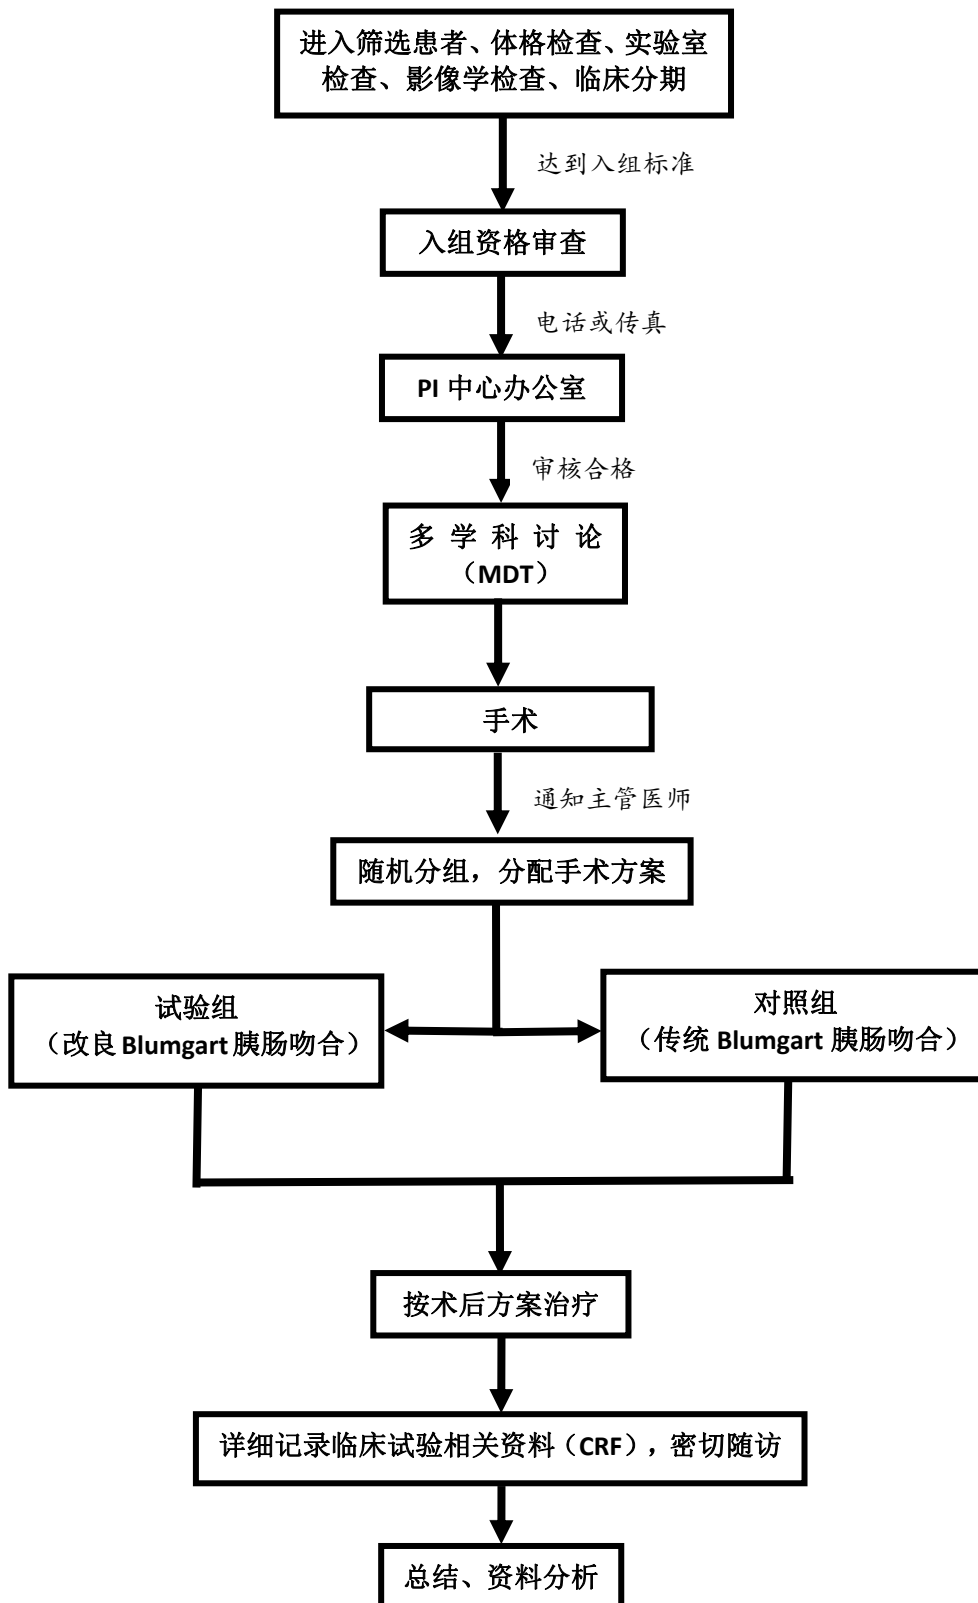 进入筛选患者、体格检查、实验室
检查、影像学检查、临床分期
达到入组标准
入组资格审查
电话或传真
PI 中心办公室
审核合格
多 学 科 讨 论
（MDT）
手术
通知主管医师
随机分组，分配手术方案
试验组
（改良 Blumgart 胰肠吻合）
对照组
（传统 Blumgart 胰肠吻合）
按术后方案治疗
详细记录临床试验相关资料（CRF），密切随访
总结、资料分析